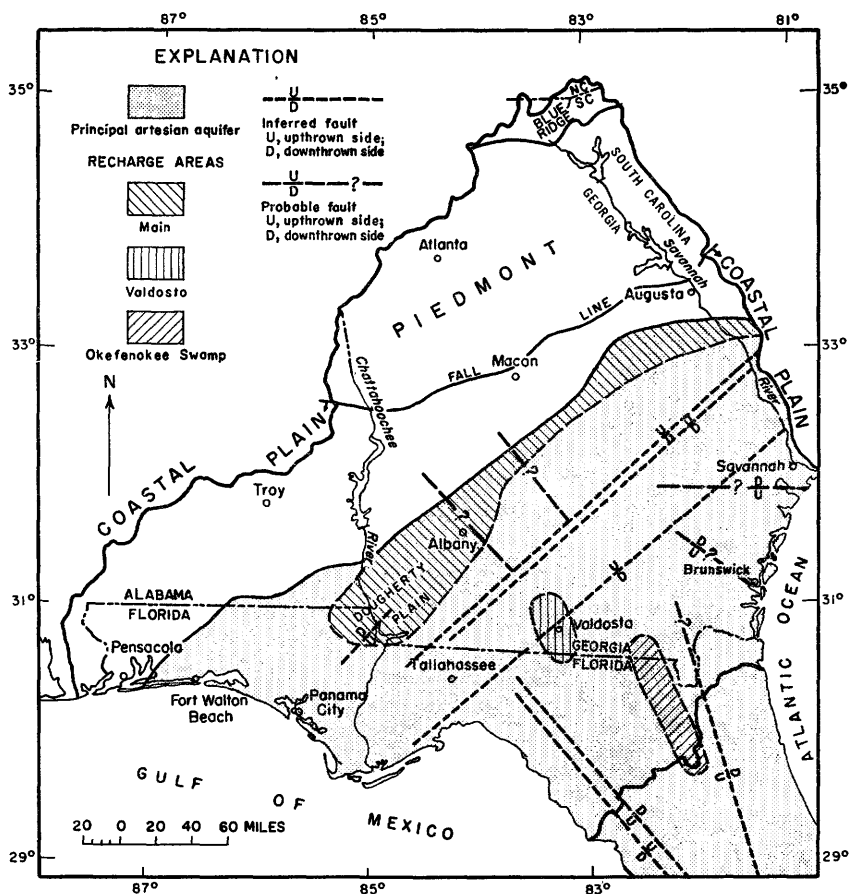 87°
85°
83°
81°
EXPLANATION
Principal artesian aquifer
RECHARGE AREAS
Main
Valdosto
Okefenokee Swamp
U
D
Inferred fault
U, upthrown side;
D, downthrown side
U
D
?
Probable fault
U, upthrown side;
D, downthrown side
35°
35°
NC
SC
BLUE
RIDGE
SOUTH CAROLINA
GEORGIA
Savannah
River
Atlanta
PIEDMONT
COASTAL PLAIN
Augusta
FALL LINE
33°
33°
Macon
N
Chattahoochee
River
COASTAL PLAIN
Troy
U
D
U
D
Savannah
?
U
D
?
?
Albany
D
U
?
Brunswick
U
D
31°
31°
ALABAMA
FLORIDA
DOUGHERTY
PLAIN
U
D
Valdosta
GEORGIA
FLORIDA
?
Pensacola
Tallahassee
Fort Walton
Beach
Panama
City
ATLANTIC OCEAN
GULF OF MEXICO
D
U
D
U
U
D
20 0 20 40 60 MILES
29°
29°
87°
85°
83°
81°